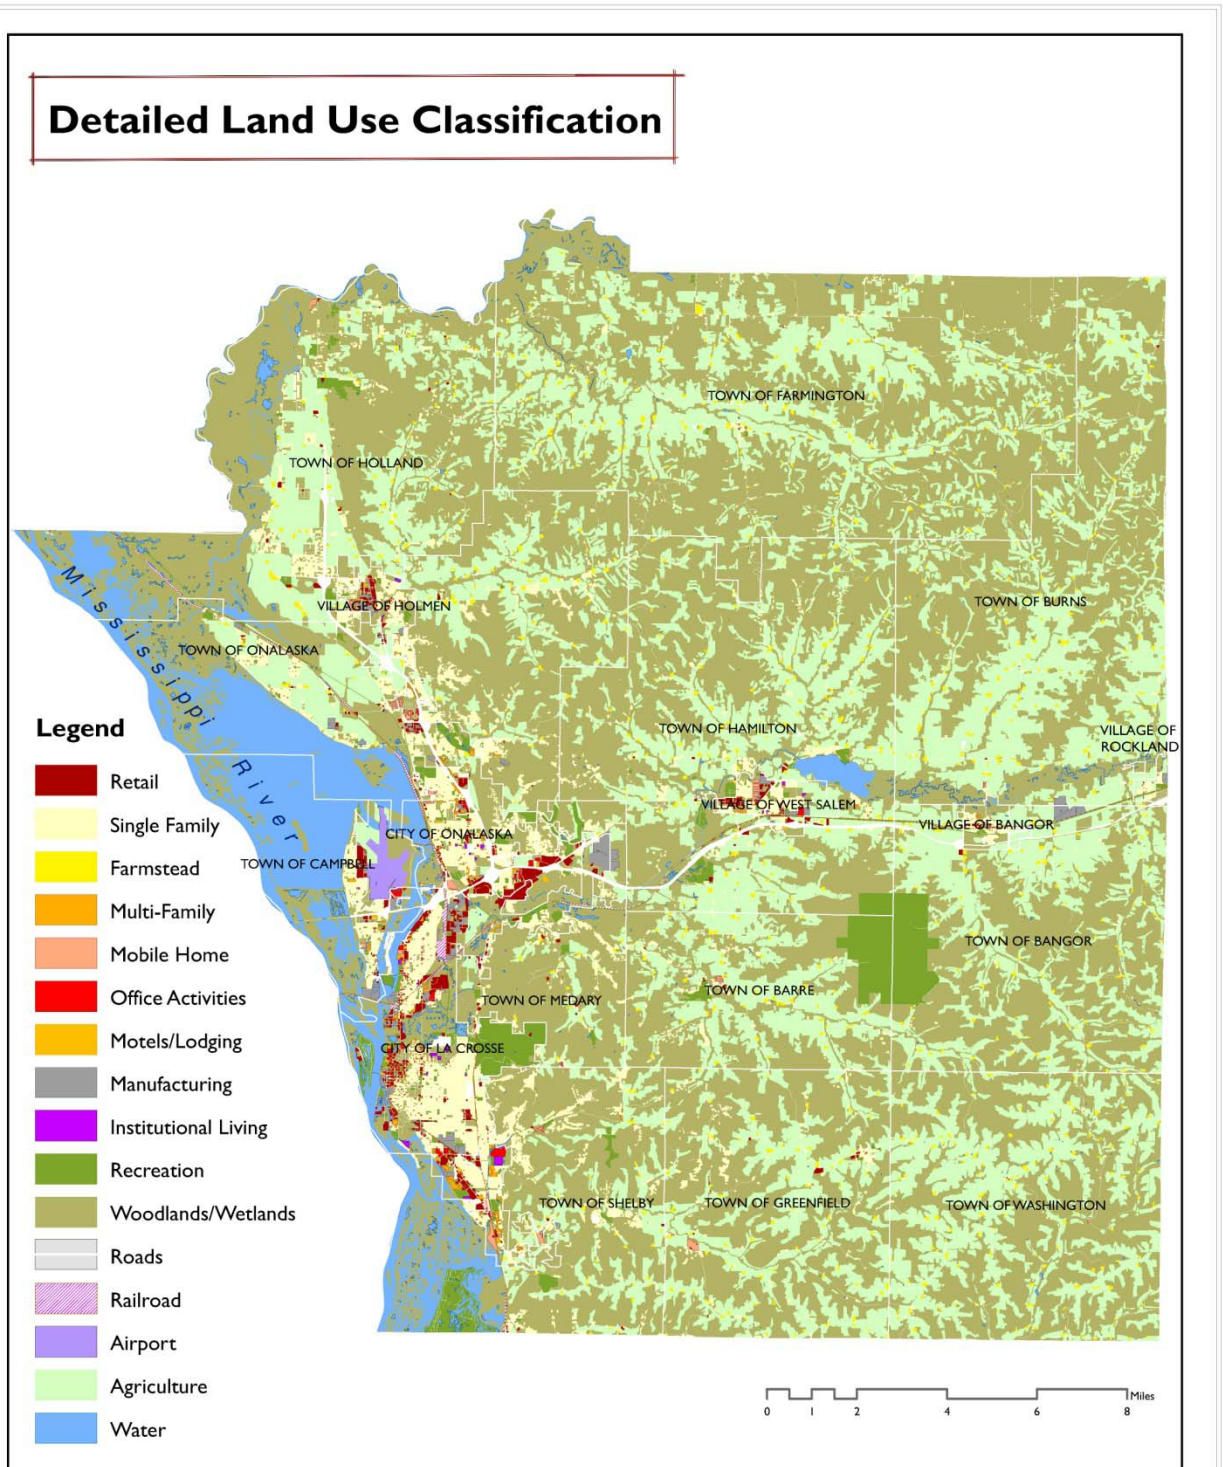 Detailed Land Use Classification
TOWN OF FARMINGTON
TOWN OF HOLLAND
VILLAGE OF HOLMEN
TOWN OF BURNS
TOWN OF ONALASKA
Mississippi River
TOWN OF HAMILTON
VILLAGE OF
ROCKLAND
VILLAGE OF WEST SALEM
VILLAGE OF BANGOR
CITY OF ONALASKA
TOWN OF CAMPBELL
TOWN OF BANGOR
TOWN OF BARRE
TOWN OF MEDARY
CITY OF LA CROSSE
TOWN OF SHELBY
TOWN OF GREENFIELD
TOWN OF WASHINGTON
Legend
Retail
Single Family
Farmstead
Multi-Family
Mobile Home
Office Activities
Motels/Lodging
Manufacturing
Institutional Living
Recreation
Woodlands/Wetlands
Roads
Railroad
Airport
Agriculture
Water
Miles
0 1 2 4 6 8